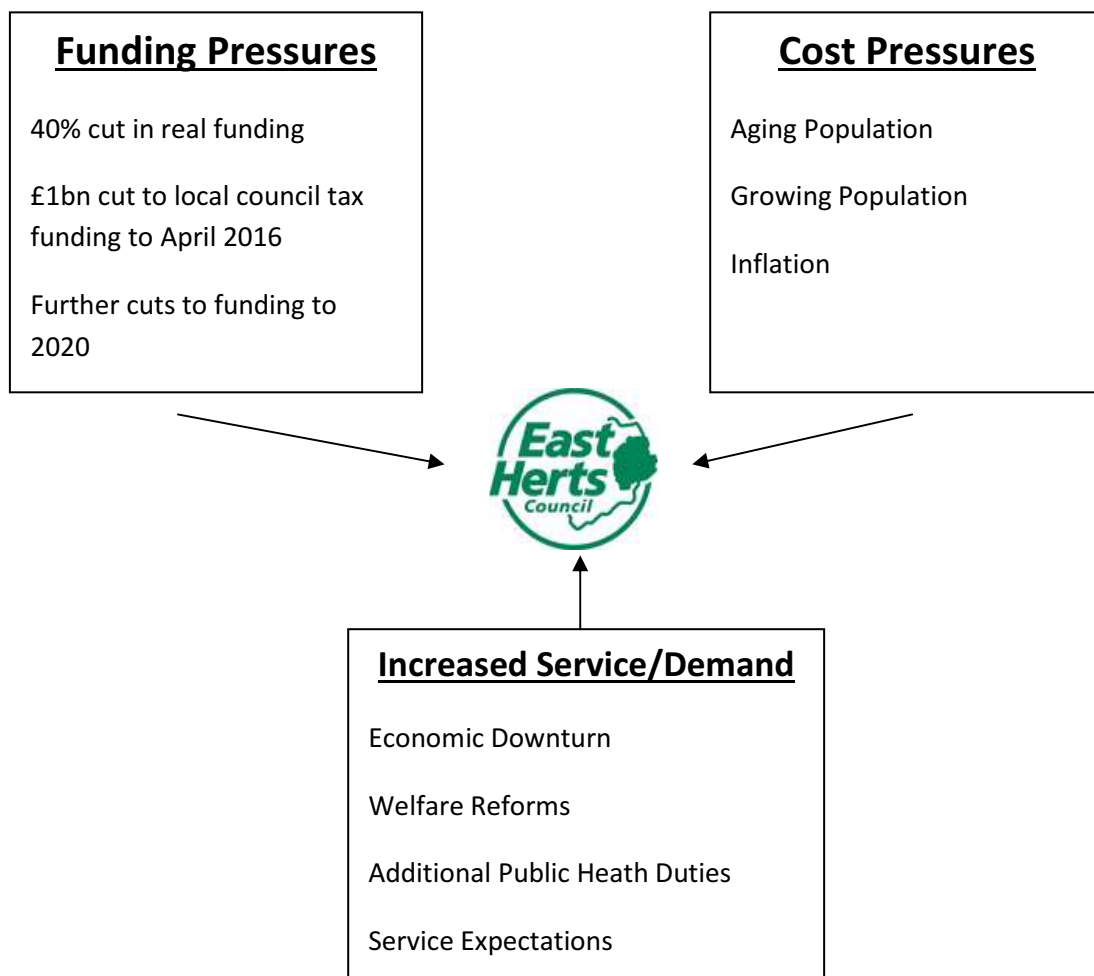 Funding Pressures
40% cut in real funding
£1bn cut to local council tax
funding to April 2016
Further cuts to funding to
2020
Cost Pressures
Aging Population
Growing Population
Inflation
East
Herts
Council
Increased Service/Demand
Economic Downturn
Welfare Reforms
Additional Public Heath Duties
Service Expectations